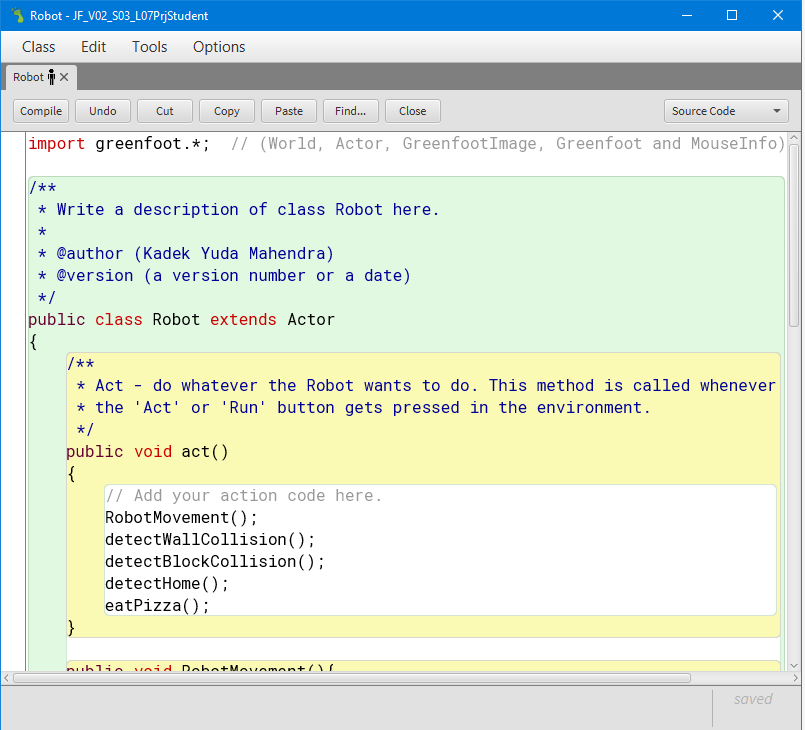 Robot - JF_V02_S03_L07PrjStudent
Class Edit Tools Options
Robot
Compile Undo Cut Copy Paste Find... Close Source Code
import greenfoot.*;  // (World, Actor, GreenfootImage, Greenfoot and MouseInfo)
/**
 * Write a description of class Robot here.
 *
 * @author (Kadek Yuda Mahendra)
 * @version (a version number or a date)
 */
public class Robot extends Actor
{
    /**
     * Act - do whatever the Robot wants to do. This method is called whenever
     * the 'Act' or 'Run' button gets pressed in the environment.
     */
    public void act()
    {
        // Add your action code here.
        RobotMovement();
        detectWallCollision();
        detectBlockCollision();
        detectHome();
        eatPizza();
    }
    public void RobotMovement(){
saved